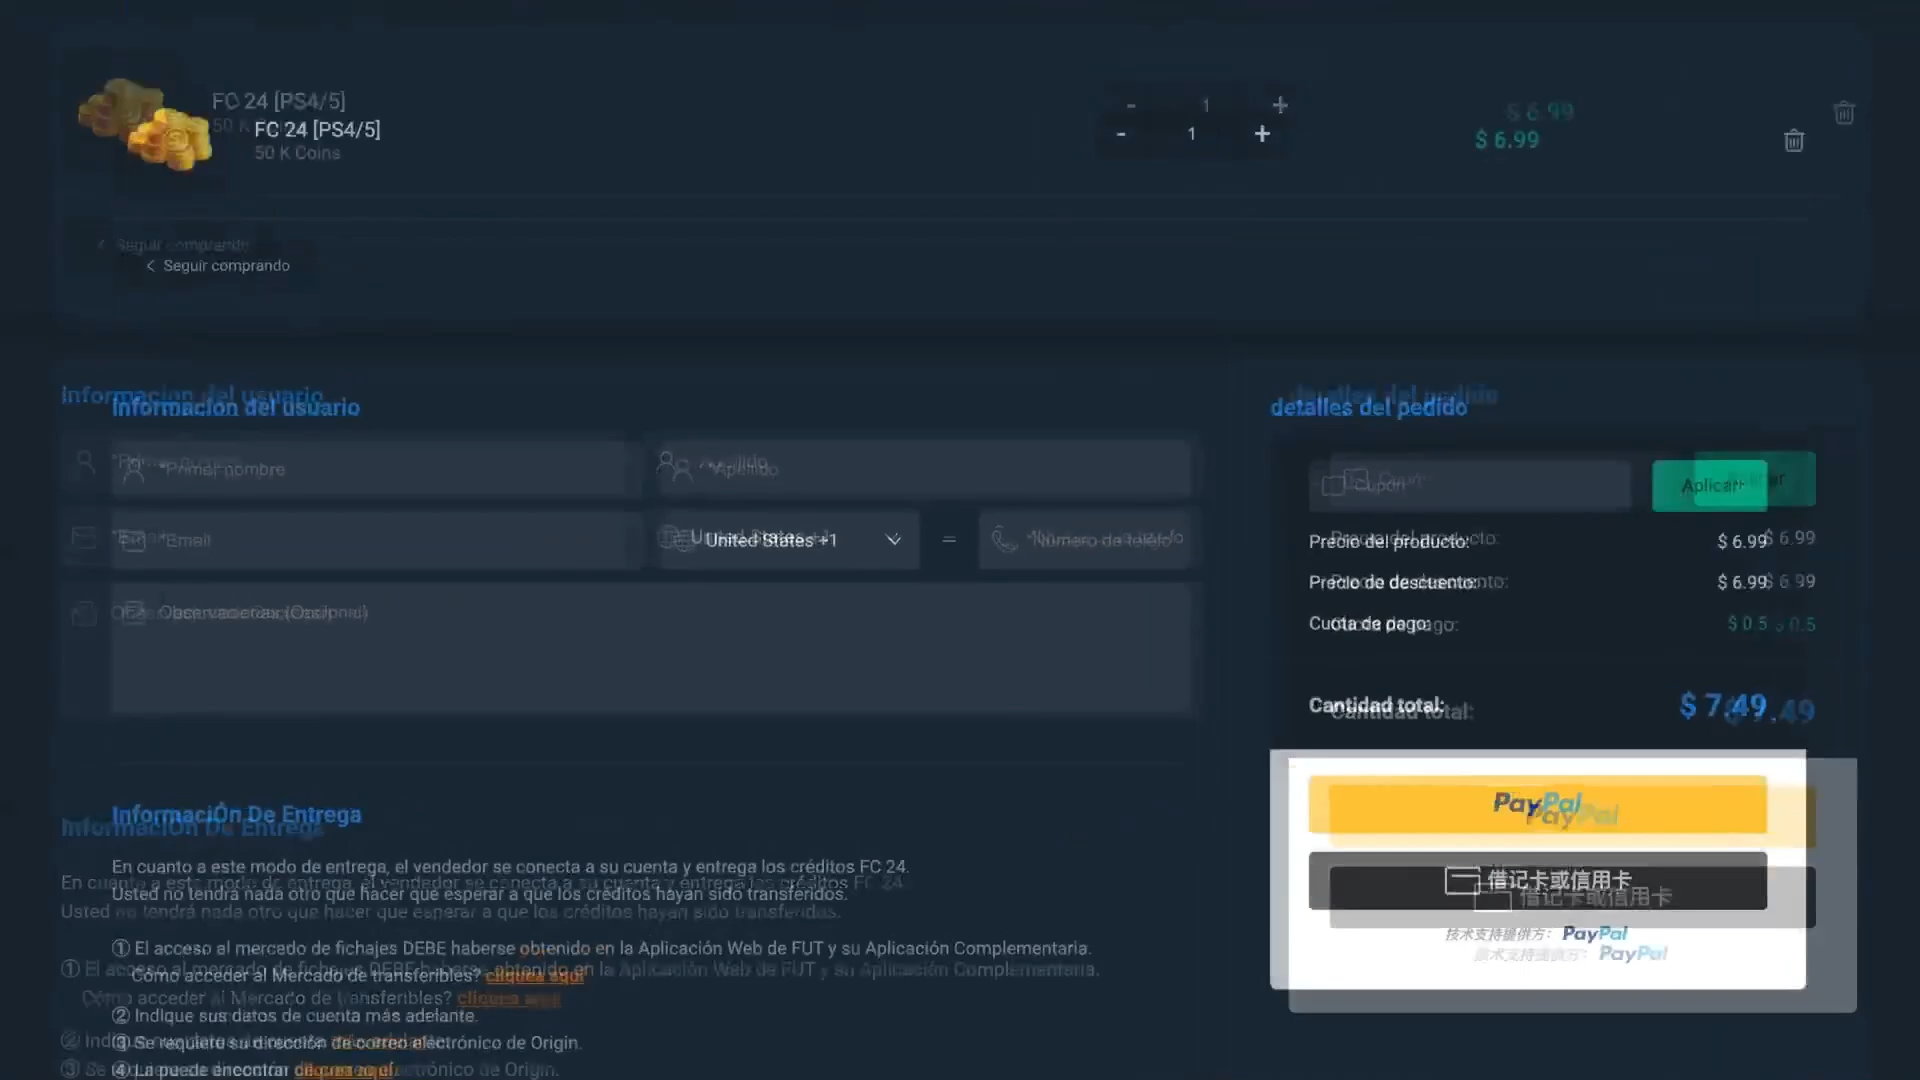 FC 24 [PS4/5]
50 K Coins
- 1 +
$ 6.99
Seguir comprando
Información del usuario
*Primer nombre
*Apellido
*Email
United States +1
Observaciones (Opcional)
detalles del pedido
Cupón
Aplicar
Precio del producto: $ 6.99
Precio de descuento: $ 6.99
Cuota de pago: $ 0.5
Cantidad total: $ 7.49
PayPal
借记卡或信用卡
技术支持提供方: PayPal
InformaciÓn De Entrega
En cuanto a este modo de entrega, el vendedor se conecta a su cuenta y entrega los créditos FC 24.
Usted no tendrá nada otro que hacer que esperar a que los créditos hayan sido transferidos.
① El acceso al mercado de fichajes DEBE haberse obtenido en la Aplicación Web de FUT y su Aplicación Complementaria.
Cómo acceder al Mercado de transferibles? cliquea aquí
② Indique sus datos de cuenta más adelante.
③ Se requiere su dirección de correo electrónico de Origin.
④ La puede encontrar